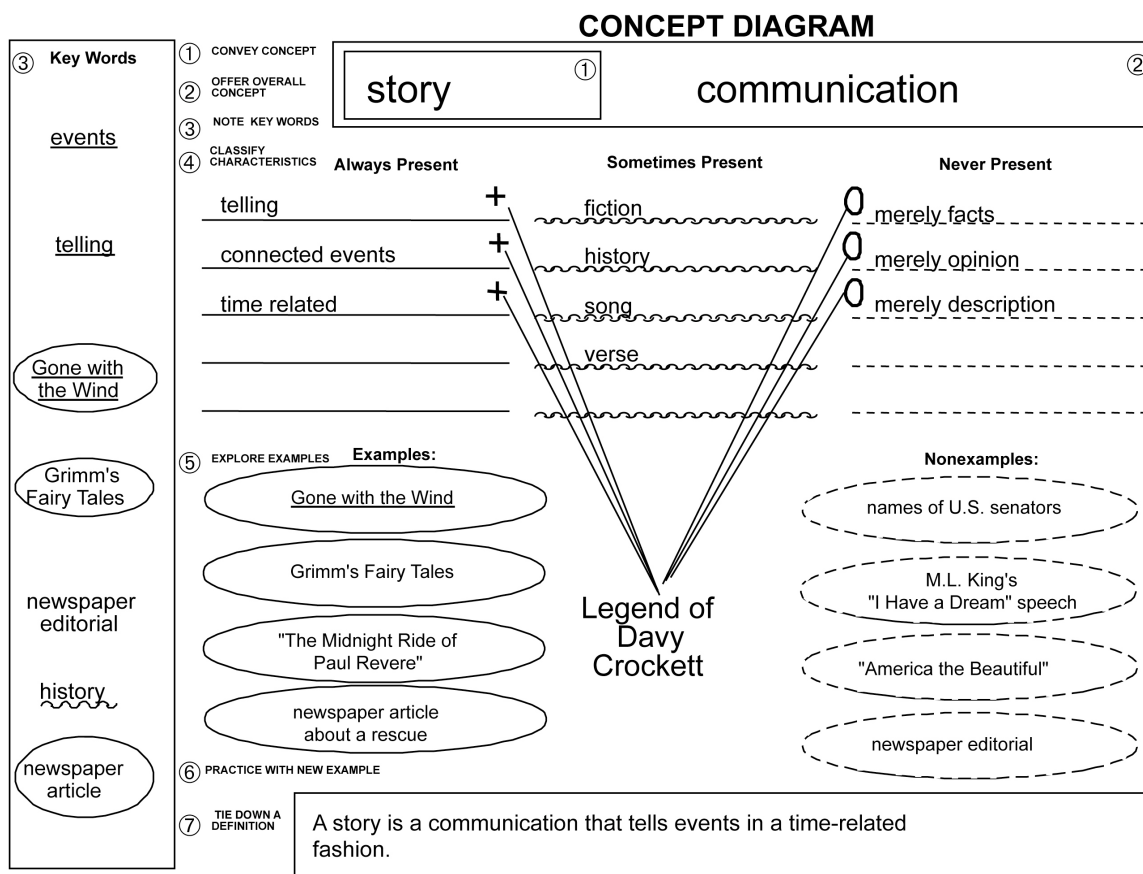 CONCEPT DIAGRAM
③ Key Words
events
telling
Gone with
the Wind
Grimm's
Fairy Tales
newspaper
editorial
history
newspaper
article
① CONVEY CONCEPT
② OFFER OVERALL
CONCEPT
③ NOTE KEY WORDS
story ①
communication ②
④ CLASSIFY
CHARACTERISTICS
Always Present
Sometimes Present
Never Present
telling +
fiction
0 merely facts
connected events +
history
0 merely opinion
time related +
song
0 merely description
verse
⑤ EXPLORE EXAMPLES
Examples:
Gone with the Wind
Grimm's Fairy Tales
"The Midnight Ride of
Paul Revere"
newspaper article
about a rescue
Legend of
Davy
Crockett
Nonexamples:
names of U.S. senators
M.L. King's
"I Have a Dream" speech
"America the Beautiful"
newspaper editorial
⑥ PRACTICE WITH NEW EXAMPLE
⑦ TIE DOWN A
DEFINITION
A story is a communication that tells events in a time-related
fashion.